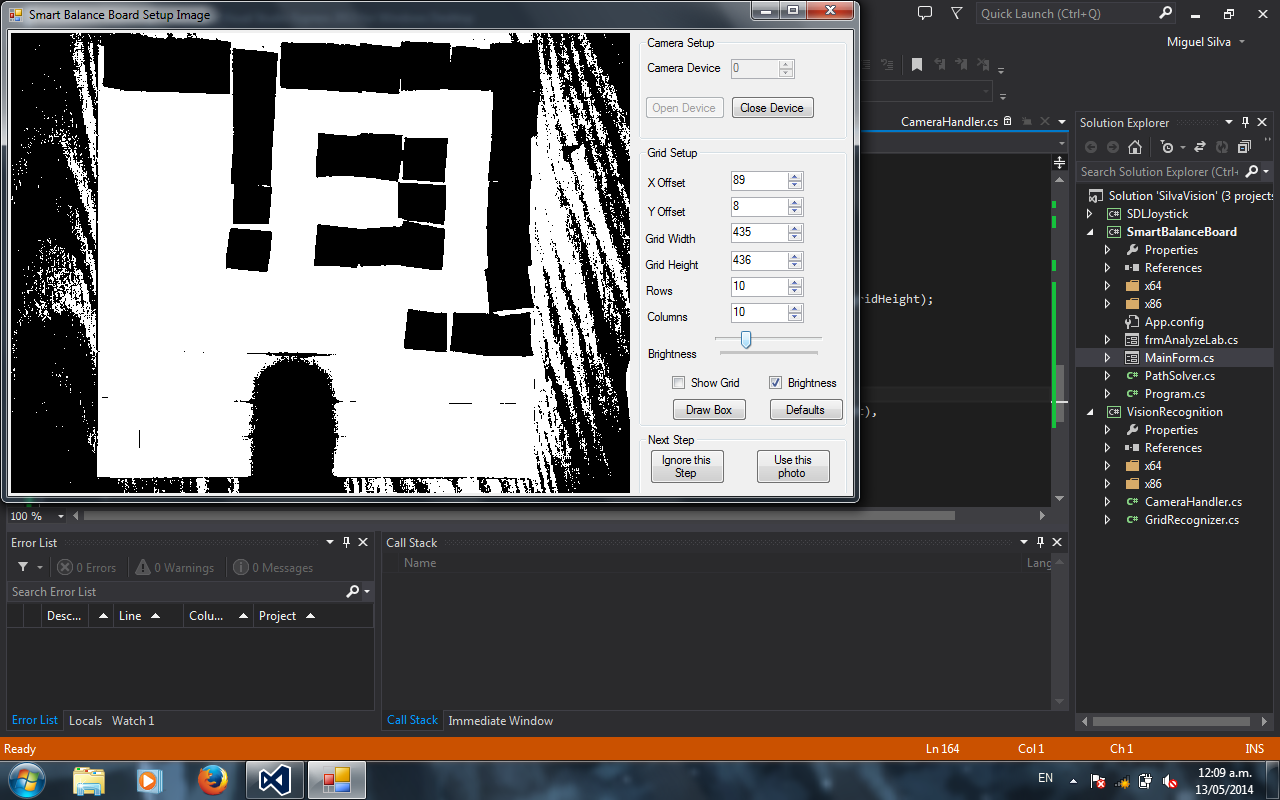 Smart Balance Board Setup Image
Quick Launch (Ctrl+Q)
Miguel Silva
Camera Setup
Camera Device
0
Open Device
Close Device
Grid Setup
X Offset
89
Y Offset
8
Grid Width
435
Grid Height
436
Rows
10
Columns
10
Brightness
Show Grid
Brightness
Draw Box
Defaults
Next Step
Ignore this
Step
Use this
photo
CameraHandler.cs
ridHeight);
),
Solution Explorer
Search Solution Explorer (Ctrl+
Solution 'SilvaVision' (3 projects
SDLJoystick
SmartBalanceBoard
Properties
References
x64
x86
App.config
frmAnalyzeLab.cs
MainForm.cs
PathSolver.cs
Program.cs
VisionRecognition
Properties
References
x64
x86
CameraHandler.cs
GridRecognizer.cs
100 %
Error List
0 Errors
0 Warnings
0 Messages
Search Error List
Desc...
Line
Colu...
Project
Error List
Locals
Watch 1
Call Stack
Name
Lang
Call Stack
Immediate Window
Ready
Ln 164
Col 1
Ch 1
INS
EN
12:09 a.m.
13/05/2014